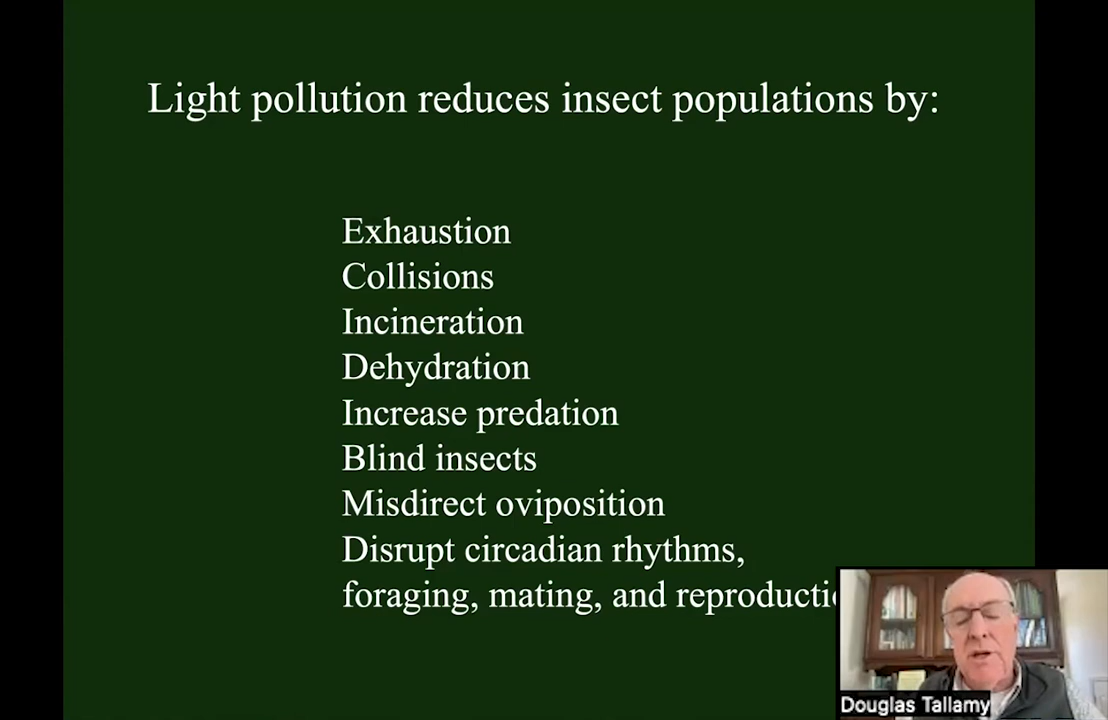 Light pollution reduces insect populations by:
Exhaustion
Collisions
Incineration
Dehydration
Increase predation
Blind insects
Misdirect oviposition
Disrupt circadian rhythms,
foraging, mating, and
Douglas Tallamy